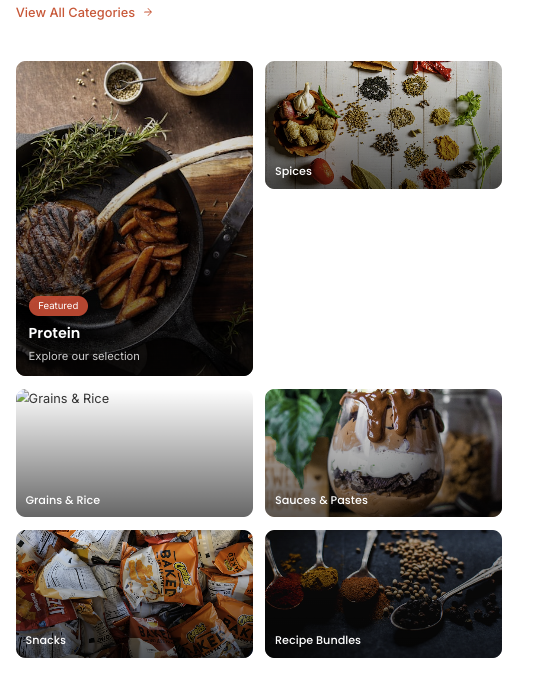 View All Categories →
Featured
Protein
Explore our selection
Spices
Grains & Rice
Grains & Rice
Sauces & Pastes
BAKED
Snacks
Recipe Bundles